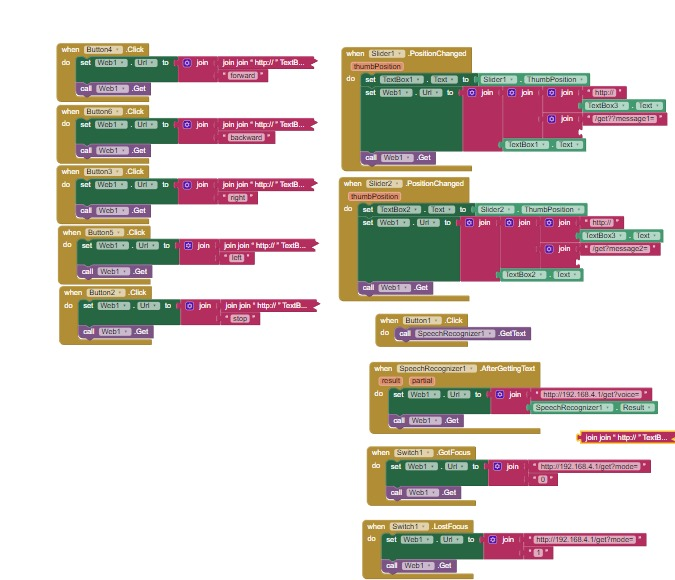 when Button4 .Click
do set Web1 . Url to join join join " http:// " TextB...
" forward "
call Web1 .Get
when Button6 .Click
do set Web1 . Url to join join join " http:// " TextB...
" backward "
call Web1 .Get
when Button3 .Click
do set Web1 . Url to join join join " http:// " TextB...
" right "
call Web1 .Get
when Button5 .Click
do set Web1 . Url to join join join " http:// " TextB...
" left "
call Web1 .Get
when Button2 .Click
do set Web1 . Url to join join join " http:// " TextB...
" stop "
call Web1 .Get
when Slider1 .PositionChanged
thumbPosition
do set TextBox1 . Text to Slider1 . ThumbPosition
set Web1 . Url to join join join " http:// "
TextBox3 . Text
join " /get??message1= "
TextBox1 . Text
call Web1 .Get
when Slider2 .PositionChanged
thumbPosition
do set TextBox2 . Text to Slider2 . ThumbPosition
set Web1 . Url to join join join " http:// "
TextBox3 . Text
join " /get?message2= "
TextBox2 . Text
call Web1 .Get
when Button1 .Click
do call SpeechRecognizer1 .GetText
when SpeechRecognizer1 .AfterGettingText
result partial
do set Web1 . Url to join " http://192.168.4.1/get?voice= "
SpeechRecognizer1 . Result
call Web1 .Get
join join " http:// " TextB...
when Switch1 .GotFocus
do set Web1 . Url to join " http://192.168.4.1/get?mode= "
" 0 "
call Web1 .Get
when Switch1 .LostFocus
do set Web1 . Url to join " http://192.168.4.1/get?mode= "
" 1 "
call Web1 .Get